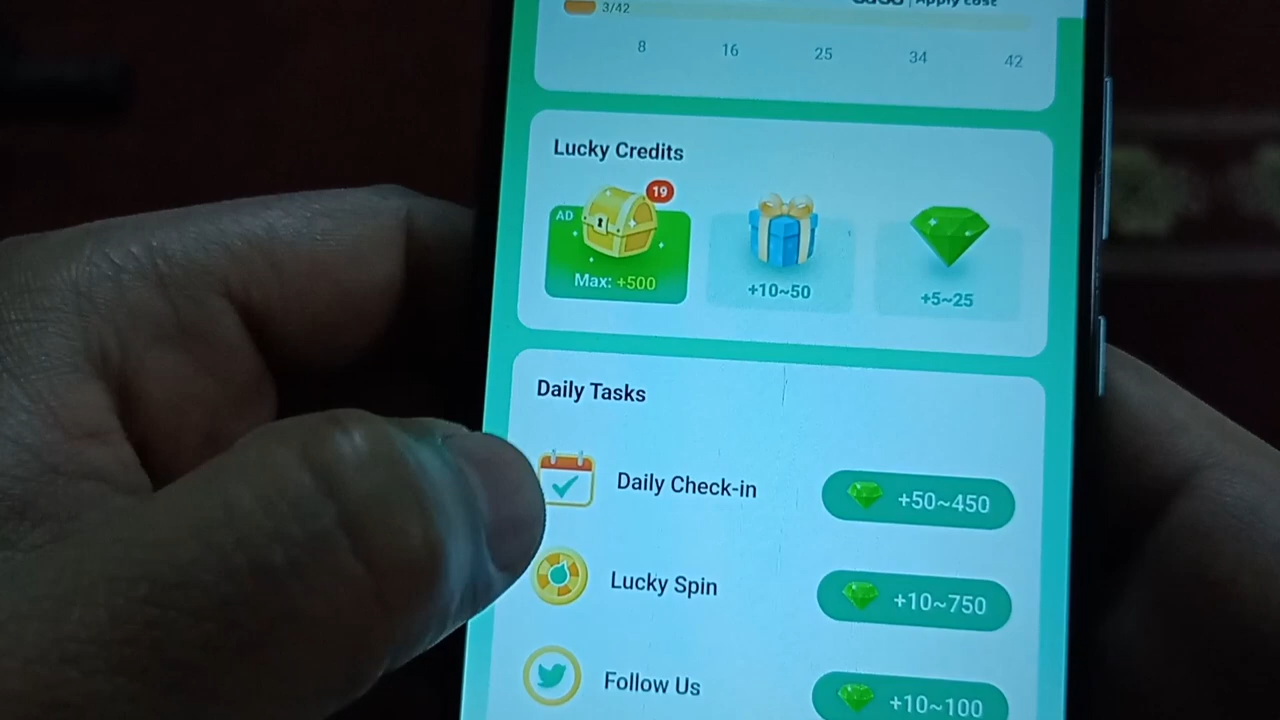 3/42
8 16 25 34 42
Lucky Credits
19
AD
Max: +500
+10~50
+5~25
Daily Tasks
Daily Check-in
+50~450
Lucky Spin
+10~750
Follow Us
+10~100